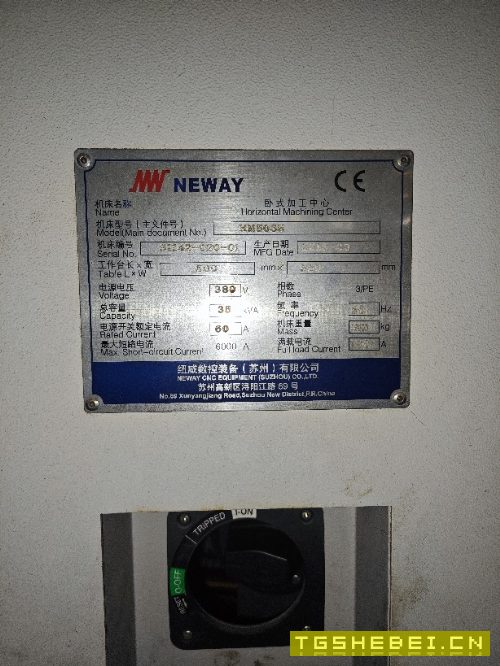 NEWAY
CE
机床名称 卧式加工中心
Name Horizontal Machining Center
机床型号(主义件号)
Model(Main document No.)
机床编号 生产日期
Serial No. MFG Date
工作台长×宽 500 mm× mm
Table L×W
电源电压 380 V 相数 3/PE
Voltage Phase
总容量 35 KVA 频率 Hz
Capacity Frequency
电源开关额定电流 60 A 机床重量 kg
Rated Current Mass
最大短路电流 6000 A 满载电流 A
Max. Short-circuit Current Full load Current
纽威数控装备(苏州)有限公司
NEWAY CNC EQUIPMENT (SUZHOU) CO.,LTD.
苏州高新区浔阳江路 69 号
No.69 Xunyangjiang Road,Suzhou New District,P.R.China
I-ON
TRIPPED
O-OFF
RESET
TGSHEBEI.CN